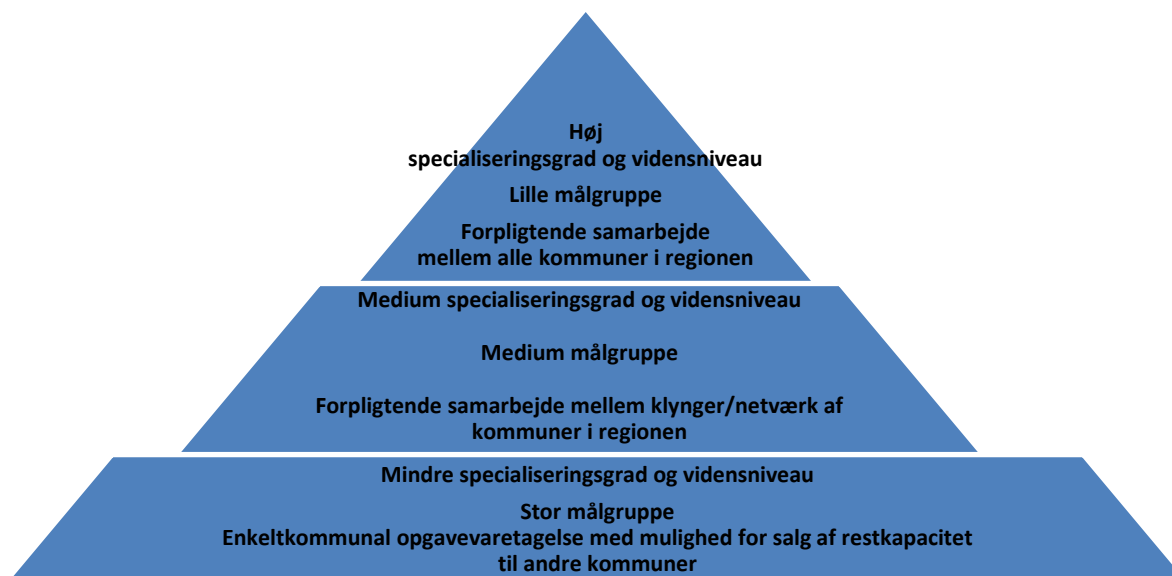 Høj
specialiseringsgrad og vidensniveau
Lille målgruppe
Forpligtende samarbejde
mellem alle kommuner i regionen
Medium specialiseringsgrad og vidensniveau
Medium målgruppe
Forpligtende samarbejde mellem klynger/netværk af
kommuner i regionen
Mindre specialiseringsgrad og vidensniveau
Stor målgruppe
Enkeltkommunal opgavevaretagelse med mulighed for salg af restkapacitet
til andre kommuner